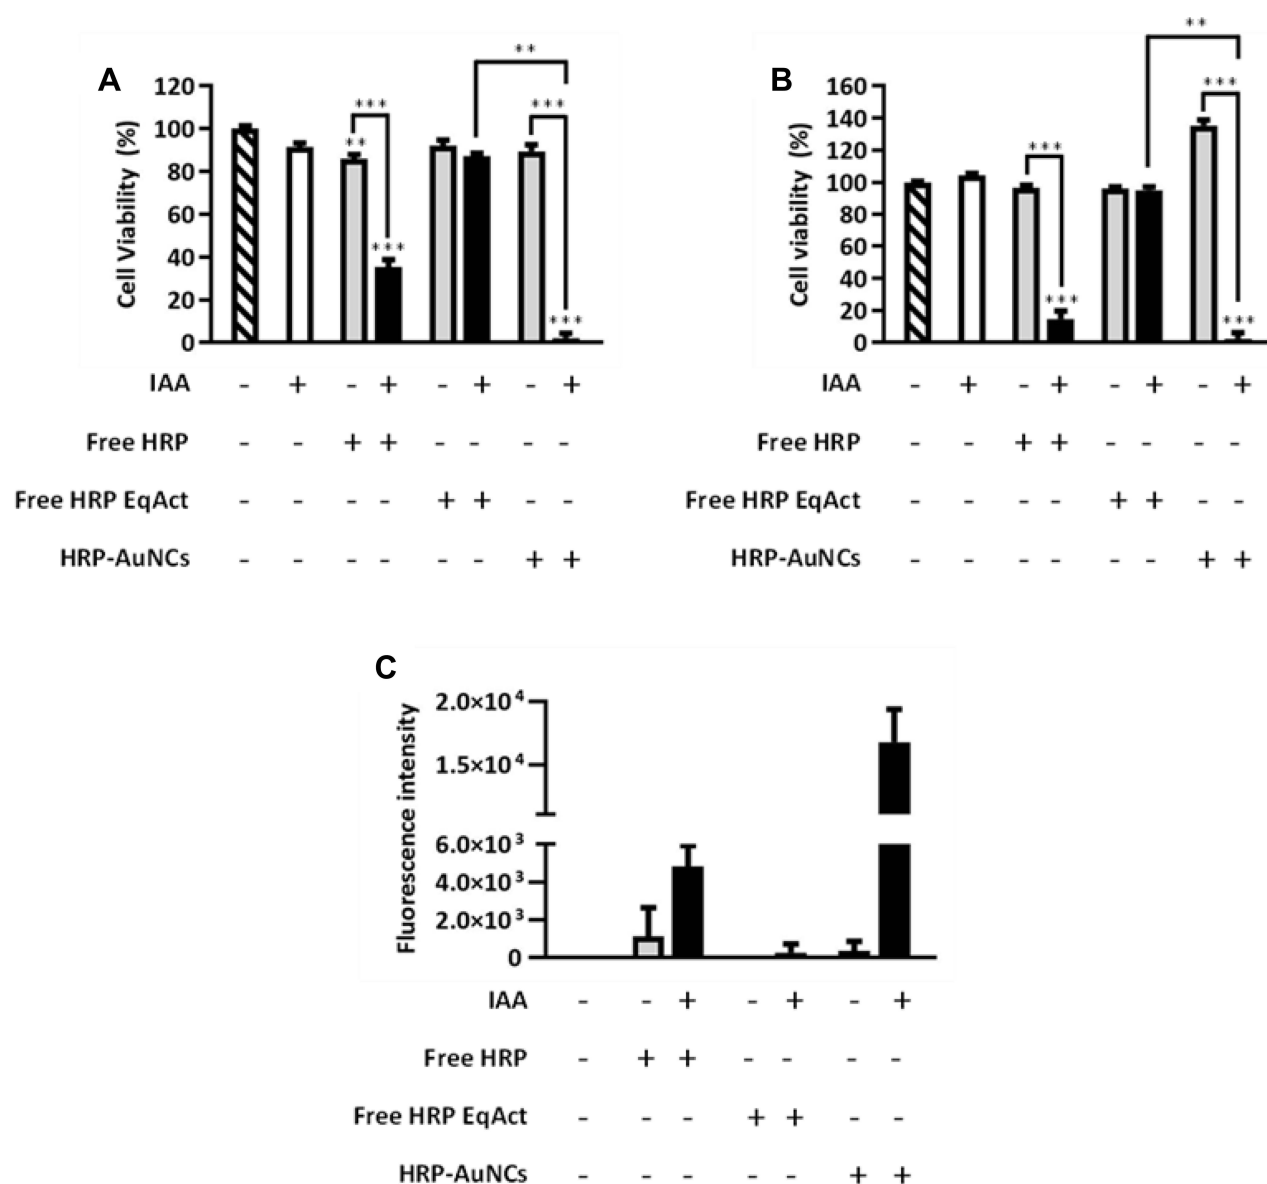 A
Cell Viability (%)
120
100
80
60
40
20
0
**
***
***
**
***
***
IAA - + - + - + - +
Free HRP - - + + - - - -
Free HRP EqAct - - - - + + - -
HRP-AuNCs - - - - - - + +
B
Cell viability (%)
160
140
120
100
80
60
40
20
0
**
***
***
***
***
IAA - + - + - + - +
Free HRP - - + + - - - -
Free HRP EqAct - - - - + + - -
HRP-AuNCs - - - - - - + +
C
Fluorescence intensity
2.0×10⁴
1.5×10⁴
6.0×10³
4.0×10³
2.0×10³
0
IAA - - + - + - +
Free HRP - + + - - - -
Free HRP EqAct - - - + + - -
HRP-AuNCs - - - - - + +